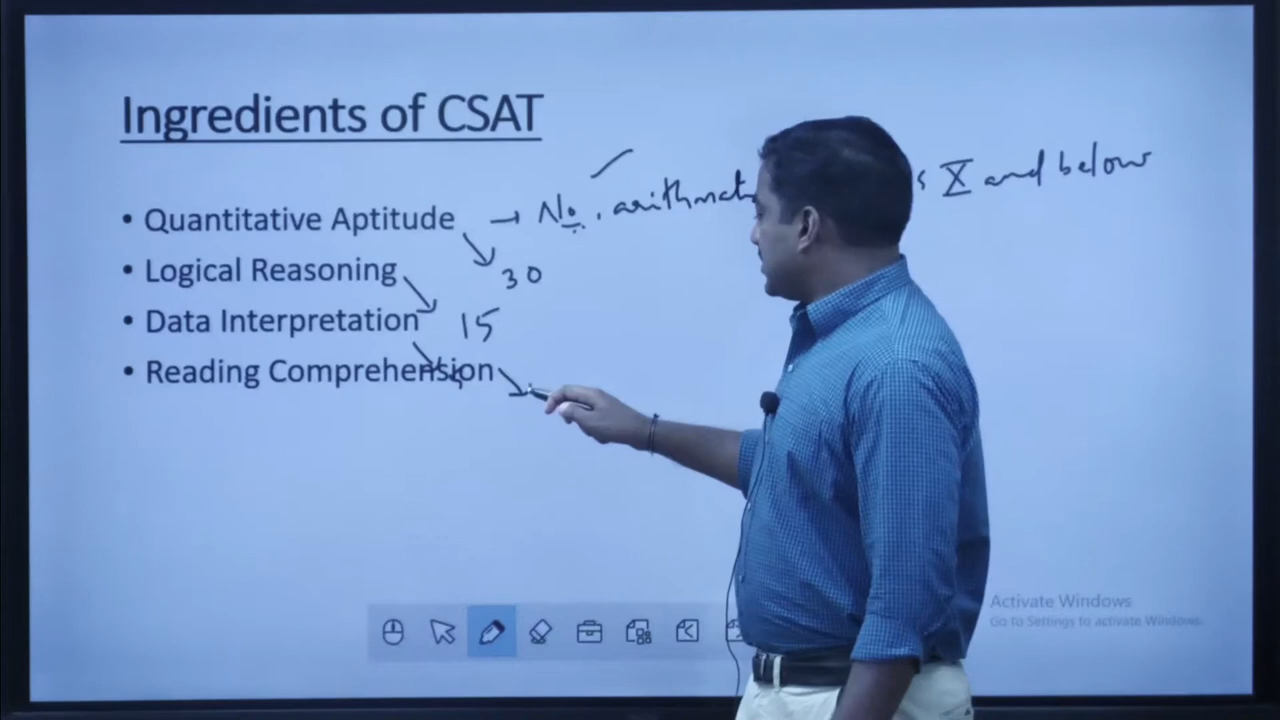 Ingredients of CSAT
• Quantitative Aptitude → No. arithmat
x X and below
30
• Logical Reasoning
15
• Data Interpretation
• Reading Comprehension
Activate Windows
Go to Settings to activate Windows.